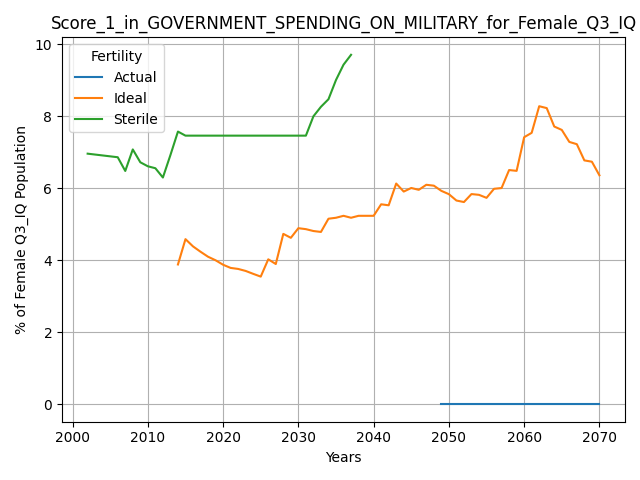 Score_1_in_GOVERNMENT_SPENDING_ON_MILITARY_for_Female_Q3_IQ
Fertility
Actual
Ideal
Sterile
% of Female Q3_IQ Population
10
8
6
4
2
0
2000 2010 2020 2030 2040 2050 2060 2070
Years